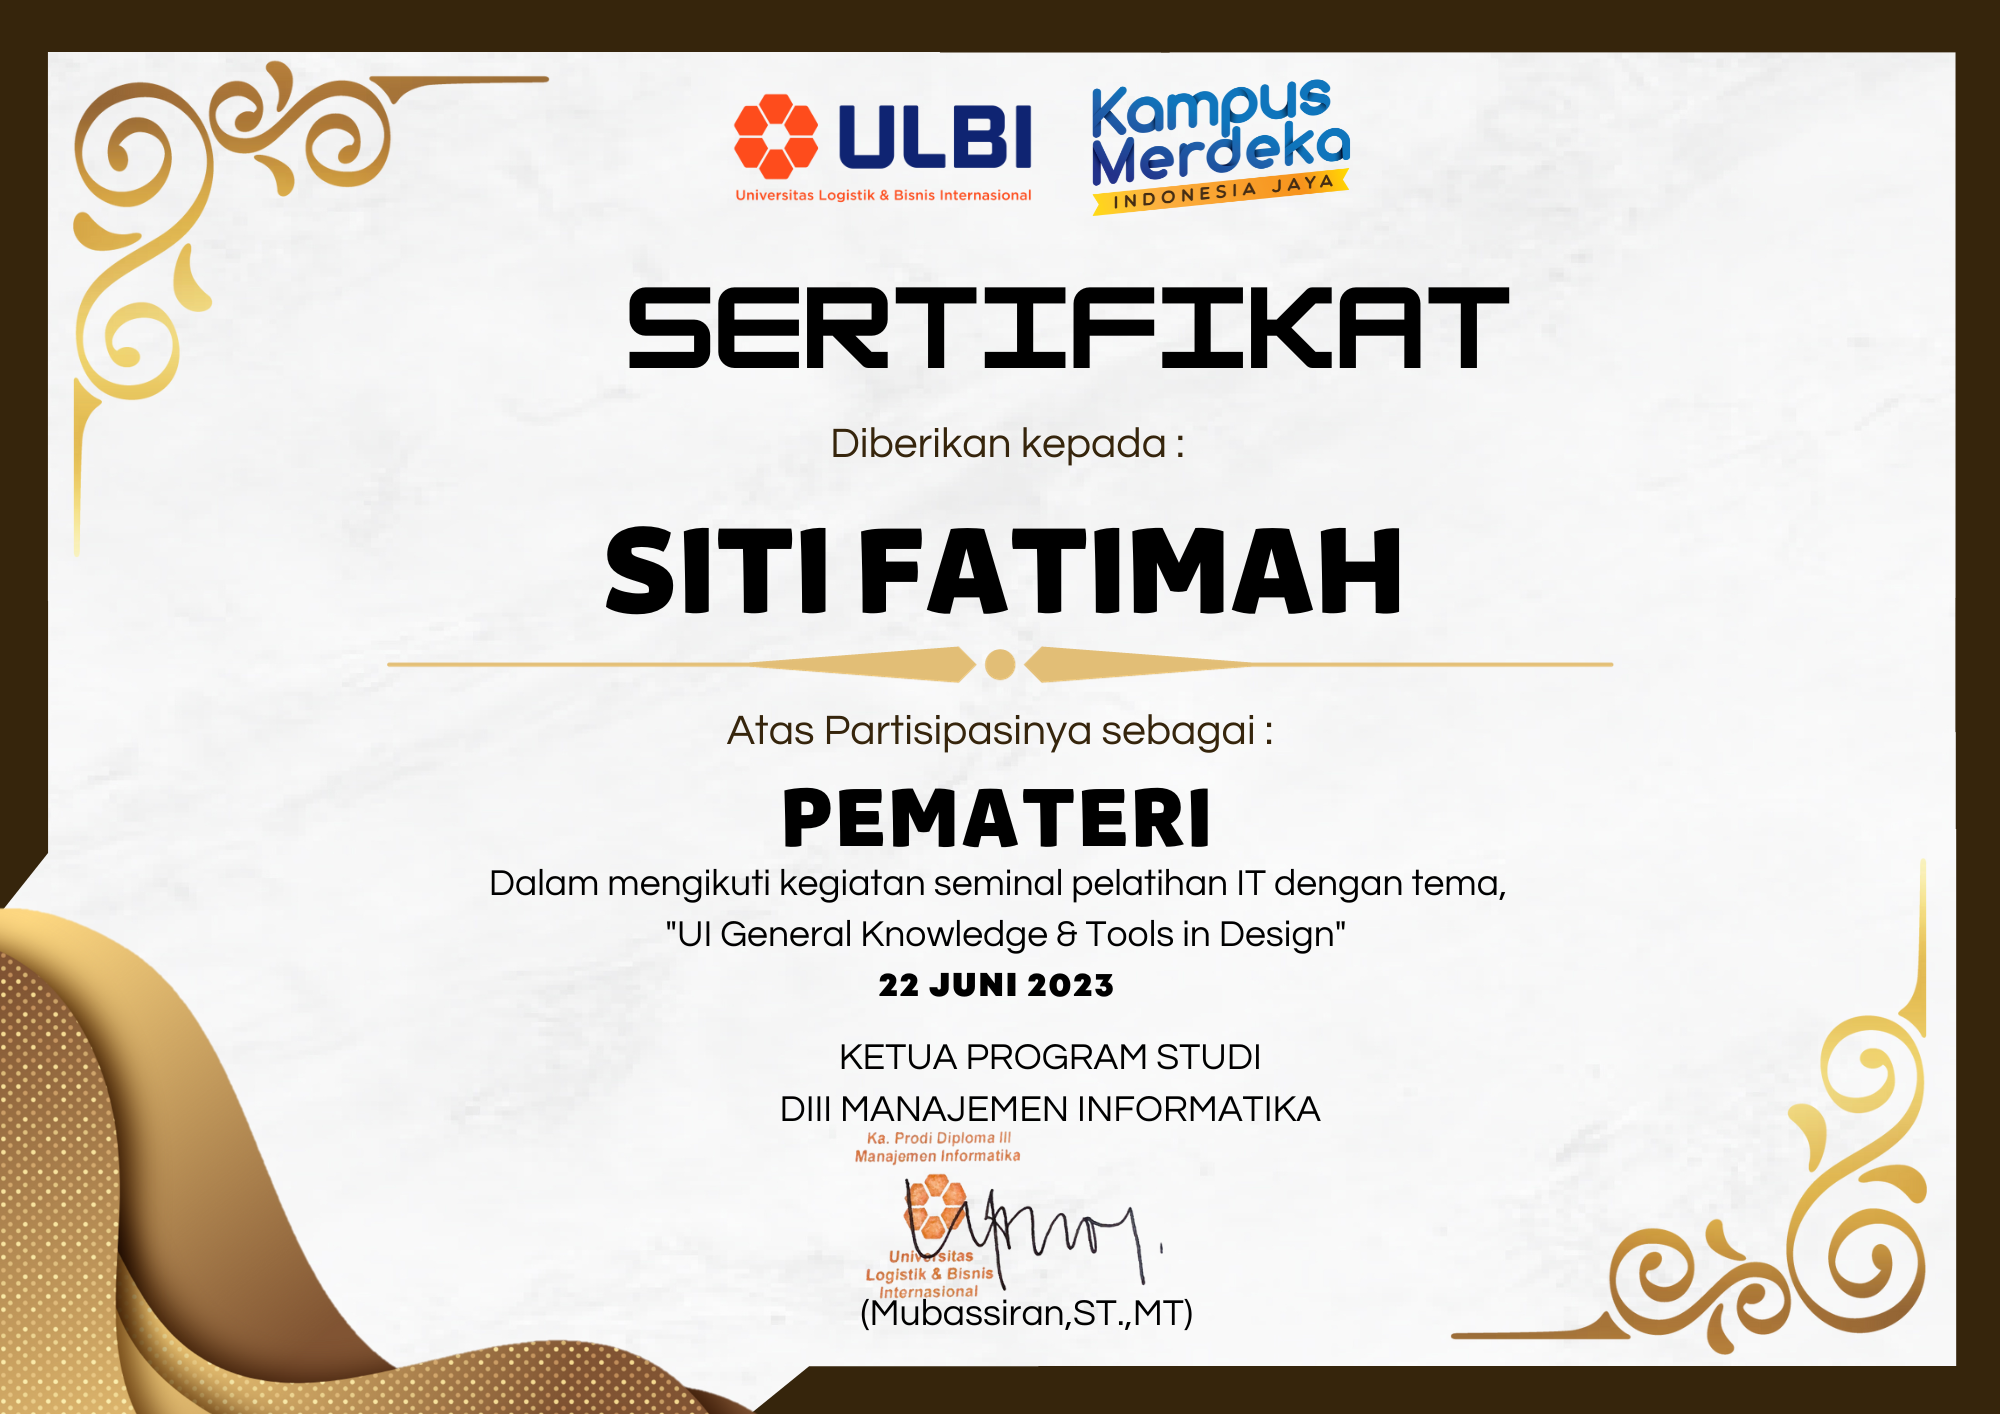 ULBI
Universitas Logistik & Bisnis Internasional
Kampus
Merdeka
INDONESIA JAYA
SERTIFIKAT
Diberikan kepada :
SITI FATIMAH
Atas Partisipasinya sebagai :
PEMATERI
Dalam mengikuti kegiatan seminal pelatihan IT dengan tema,
"UI General Knowledge & Tools in Design"
22 JUNI 2023
KETUA PROGRAM STUDI
DIII MANAJEMEN INFORMATIKA
Ka. Prodi Diploma III
Manajemen Informatika
Universitas
Logistik & Bisnis
Internasional
(Mubassiran,ST.,MT)